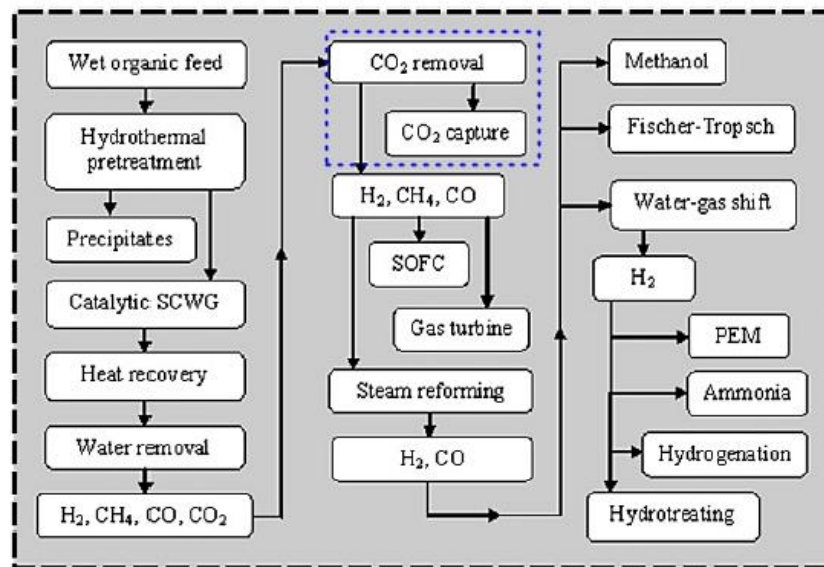 Wet organic feed
Hydrothermal
pretreatment
Precipitates
Catalytic SCWG
Heat recovery
Water removal
H₂, CH₄, CO, CO₂
CO₂ removal
CO₂ capture
H₂, CH₄, CO
SOFC
Gas turbine
Steam reforming
H₂, CO
Methanol
Fischer-Tropsch
Water-gas shift
H₂
PEM
Ammonia
Hydrogenation
Hydrotreating